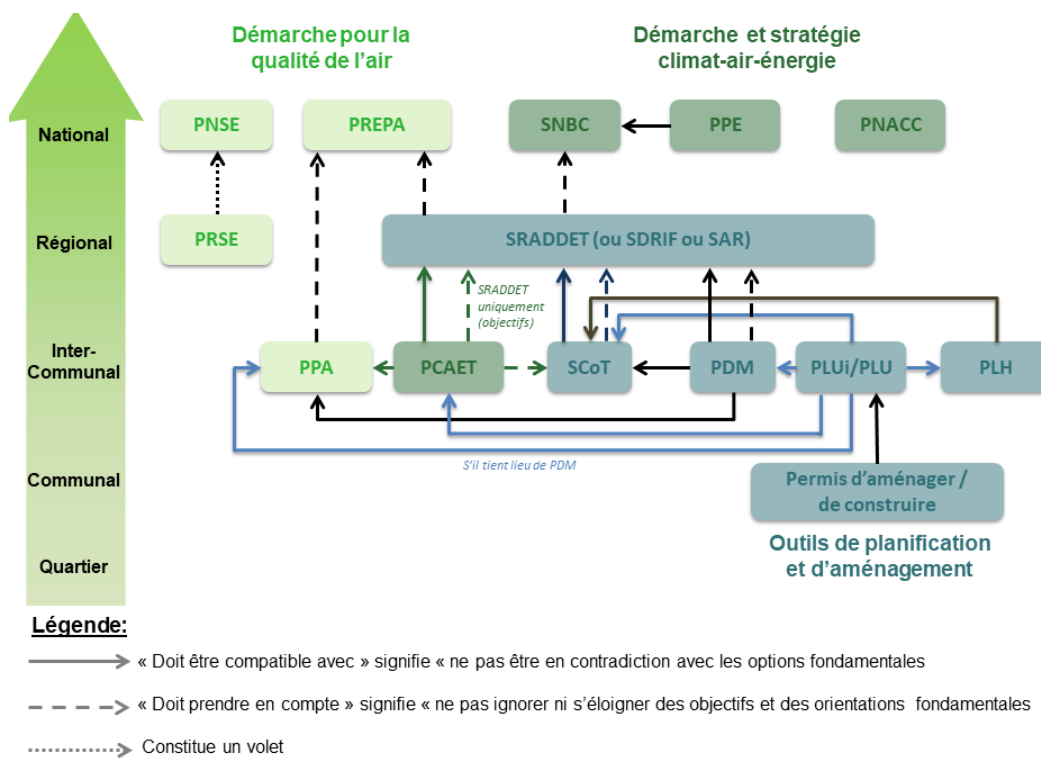 Démarche pour la
qualité de l'air
Démarche et stratégie
climat-air-énergie
National
PNSE
PREPA
SNBC
PPE
PNACC
Régional
PRSE
SRADDET (ou SDRIF ou SAR)
SRADDET
uniquement
(objectifs)
Inter-
Communal
PPA
PCAET
SCoT
PDM
PLUi/PLU
PLH
S'il tient lieu de PDM
Communal
Permis d'aménager /
de construire
Quartier
Outils de planification
et d'aménagement
Légende:
« Doit être compatible avec » signifie « ne pas être en contradiction avec les options fondamentales
« Doit prendre en compte » signifie « ne pas ignorer ni s'éloigner des objectifs et des orientations fondamentales
Constitue un volet